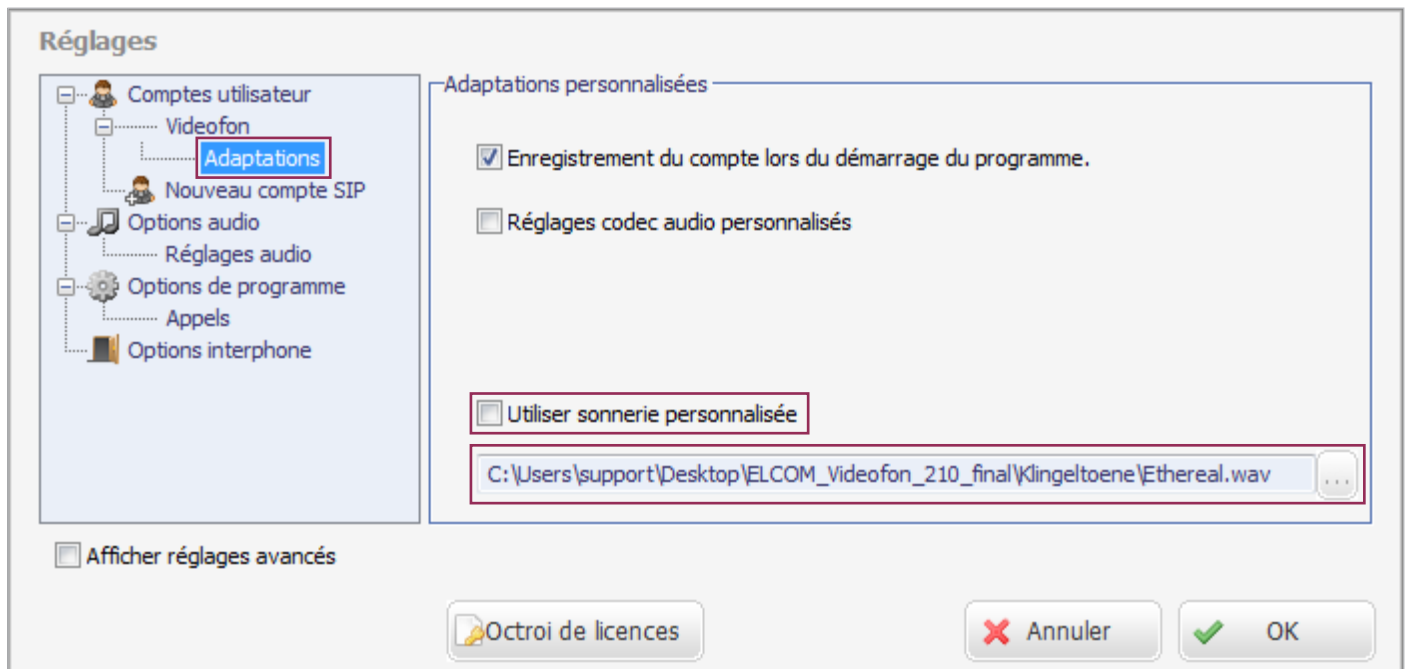 Réglages
Comptes utilisateur
Videofon
Adaptations
Nouveau compte SIP
Options audio
Réglages audio
Options de programme
Appels
Options interphone
Adaptations personnalisées
Enregistrement du compte lors du démarrage du programme.
Réglages codec audio personnalisés
Utiliser sonnerie personnalisée
C:\Users\support\Desktop\ELCOM_Videofon_210_final\Klingeltoene\Ethereal.wav
...
Afficher réglages avancés
Octroi de licences
Annuler
OK